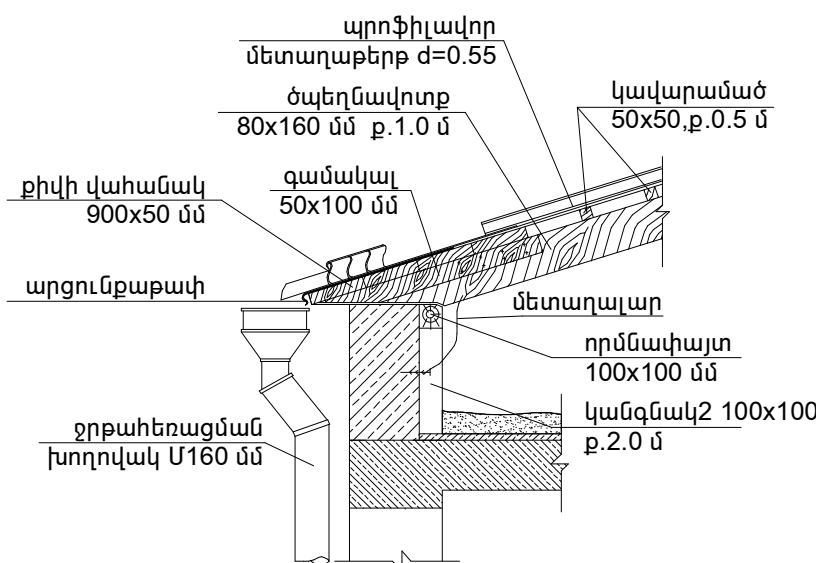 պրոֆիլավոր
մետաղաթերթ d=0.55
ծպեղնավոտք
80x160 մմ ք.1.0 մ
կավարամած
50x50,ք.0.5 մ
քիվի վահանակ
900x50 մմ
գամակալ
50x100 մմ
արցունքաթափ
մետաղալար
որմնափայտ
100x100 մմ
կանգնակ2 100x100
ք.2.0 մ
ջրթահեռացման
խողովակ Մ160 մմ